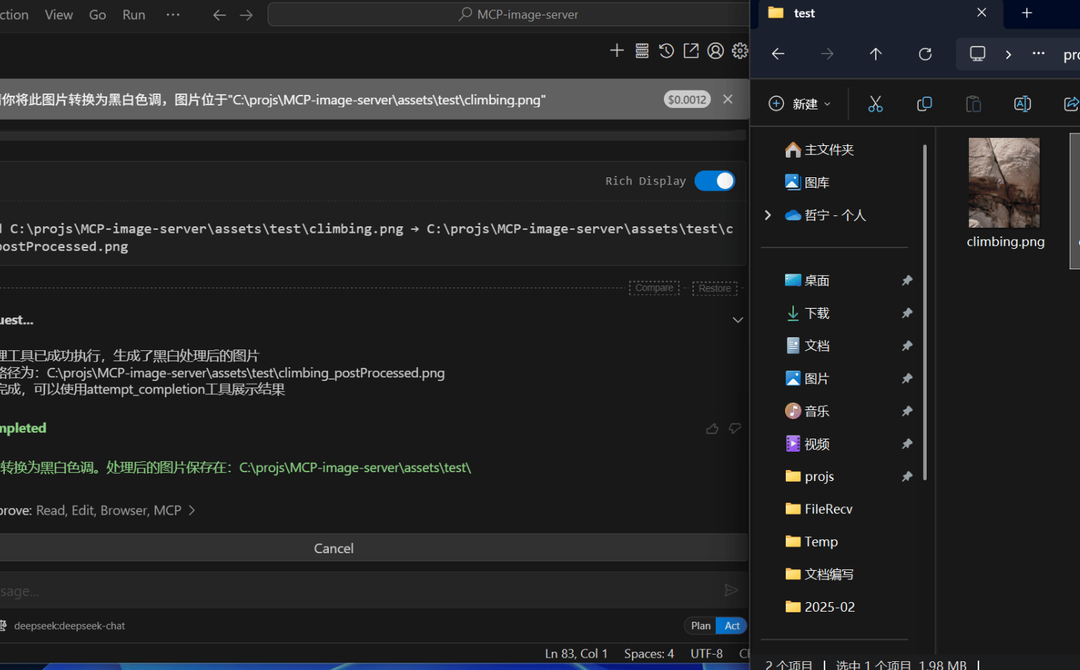 ction View Go Run ···
MCP-image-server
你将此图片转换为黑白色调，图片位于"C:\projs\MCP-image-server\assets\test\climbing.png"
$0.0012
Rich Display
C:\projs\MCP-image-server\assets\test\climbing.png → C:\projs\MCP-image-server\assets\test\c
postProcessed.png
Compare
Restore
uest...
理工具已成功执行，生成了黑白处理后的图片
路径为：C:\projs\MCP-image-server\assets\test\climbing_postProcessed.png
完成，可以使用attempt_completion工具展示结果
mpleted
转换为黑白色调。处理后的图片保存在：C:\projs\MCP-image-server\assets\test\
prove: Read, Edit, Browser, MCP
Cancel
sage...
deepseek:deepseek-chat
Plan Act
Ln 83, Col 1 Spaces: 4 UTF-8
test
··· pro
新建
主文件夹
图库
哲宁 - 个人
桌面
下载
文档
图片
音乐
视频
projs
FileRecv
Temp
文档编写
2025-02
climbing.png
2 个项目 选中 1 个项目 1.98 MB